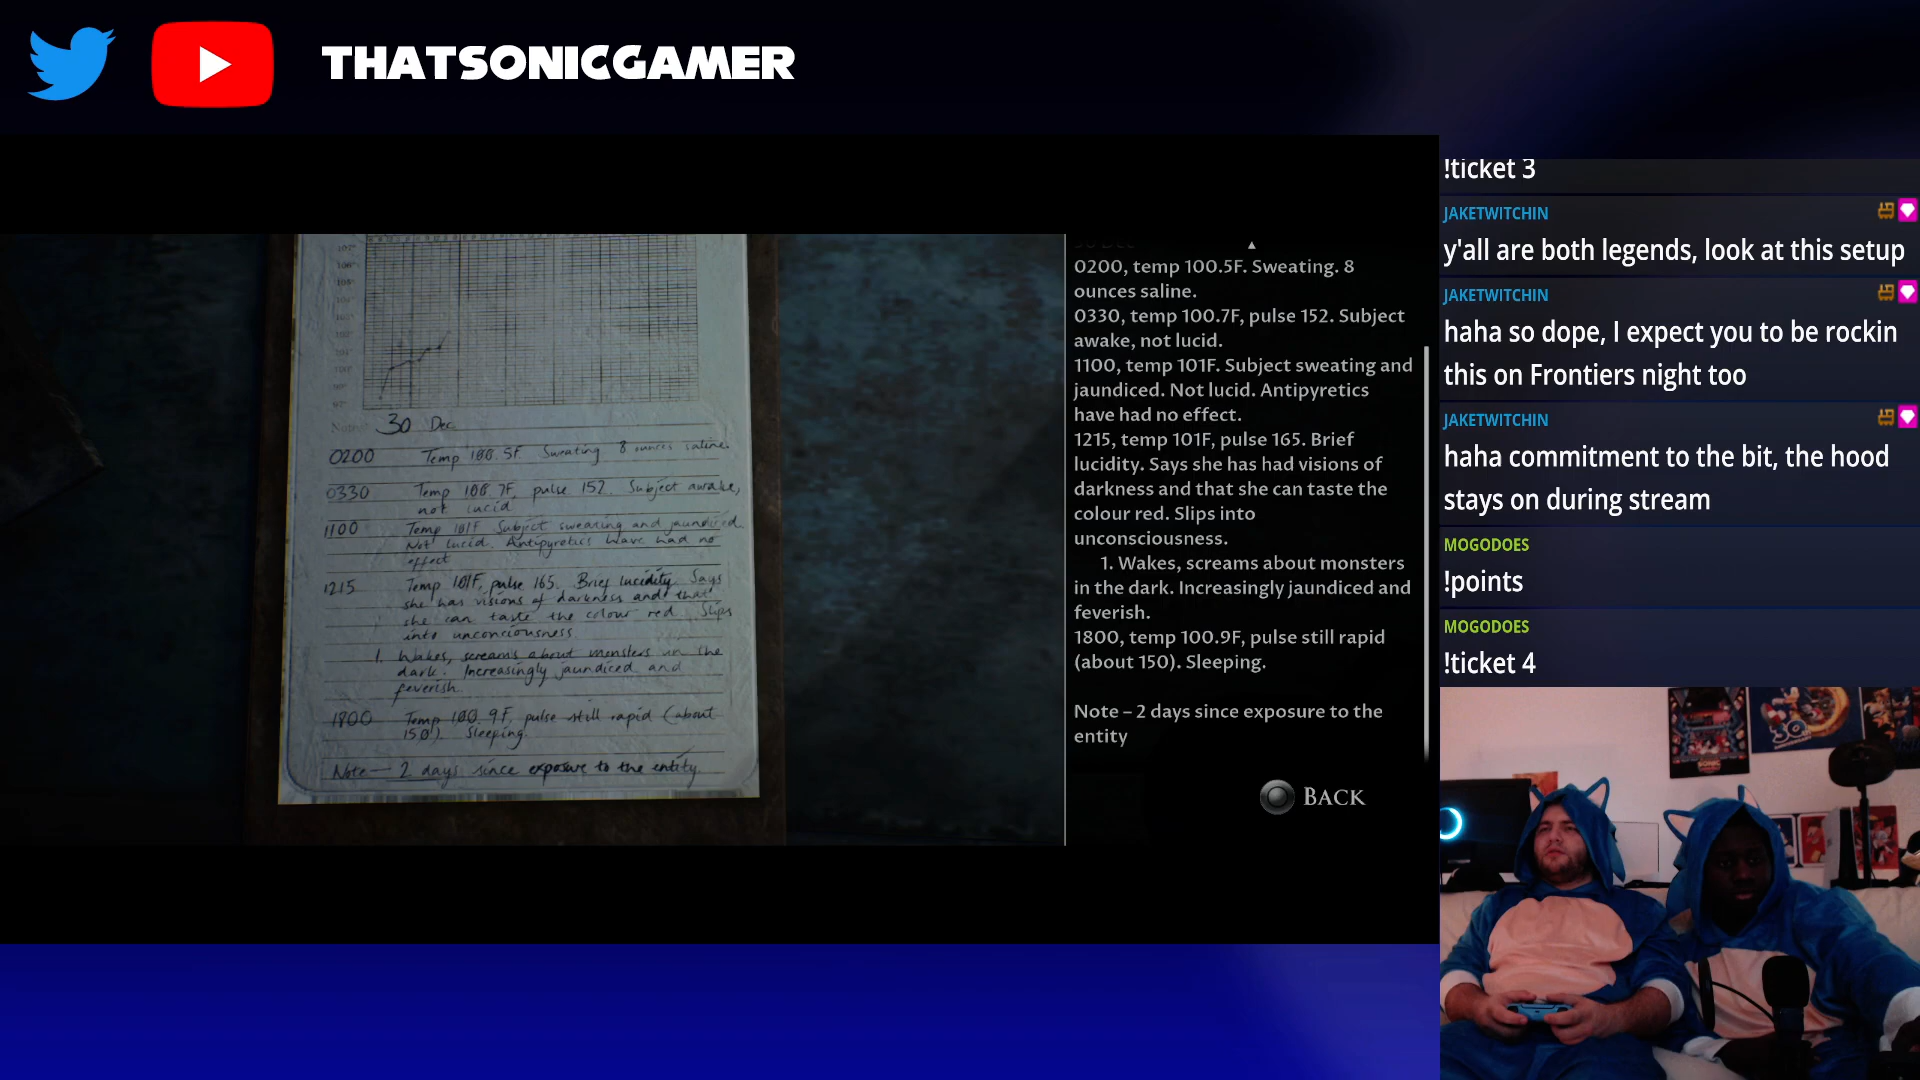 THATSONICGAMER
30 Dec
0200 Temp 100.5F. Sweating 8 ounces saline.
0330 Temp 100.7F, pulse 152. Subject awake,
not lucid
1100 Temp 101F Subject sweating and jaundiced.
Not lucid. Antipyretics have had no
effect
1215 Temp 101F, pulse 165. Brief lucidity. Says
she has visions of darkness and that
she can taste the colour red. Slips
into unconciousness
1. Wakes, screams about monsters in the
dark. Increasingly jaundiced and
feverish.
1800 Temp 100.9F, pulse still rapid (about
150). Sleeping.
Note — 2 days since exposure to the entity.
0200, temp 100.5F. Sweating. 8
ounces saline.
0330, temp 100.7F, pulse 152. Subject
awake, not lucid.
1100, temp 101F. Subject sweating and
jaundiced. Not lucid. Antipyretics
have had no effect.
1215, temp 101F, pulse 165. Brief
lucidity. Says she has had visions of
darkness and that she can taste the
colour red. Slips into
unconsciousness.
1. Wakes, screams about monsters
in the dark. Increasingly jaundiced and
feverish.
1800, temp 100.9F, pulse still rapid
(about 150). Sleeping.
Note – 2 days since exposure to the
entity
BACK
!ticket 3
JAKETWITCHIN
y'all are both legends, look at this setup
JAKETWITCHIN
haha so dope, I expect you to be rockin
this on Frontiers night too
JAKETWITCHIN
haha commitment to the bit, the hood
stays on during stream
MOGODOES
!points
MOGODOES
!ticket 4